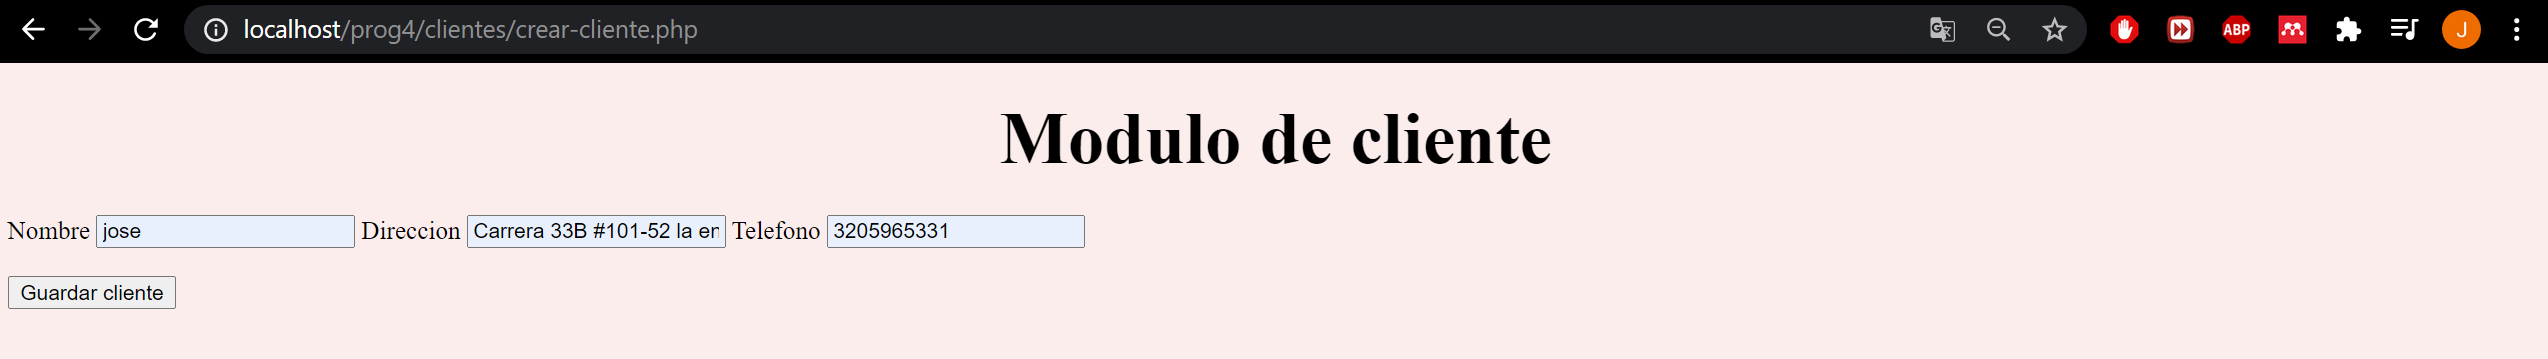 localhost/prog4/clientes/crear-cliente.php ABP J
Modulo de cliente
Nombre jose Direccion Carrera 33B #101-52 la en Telefono 3205965331
Guardar cliente